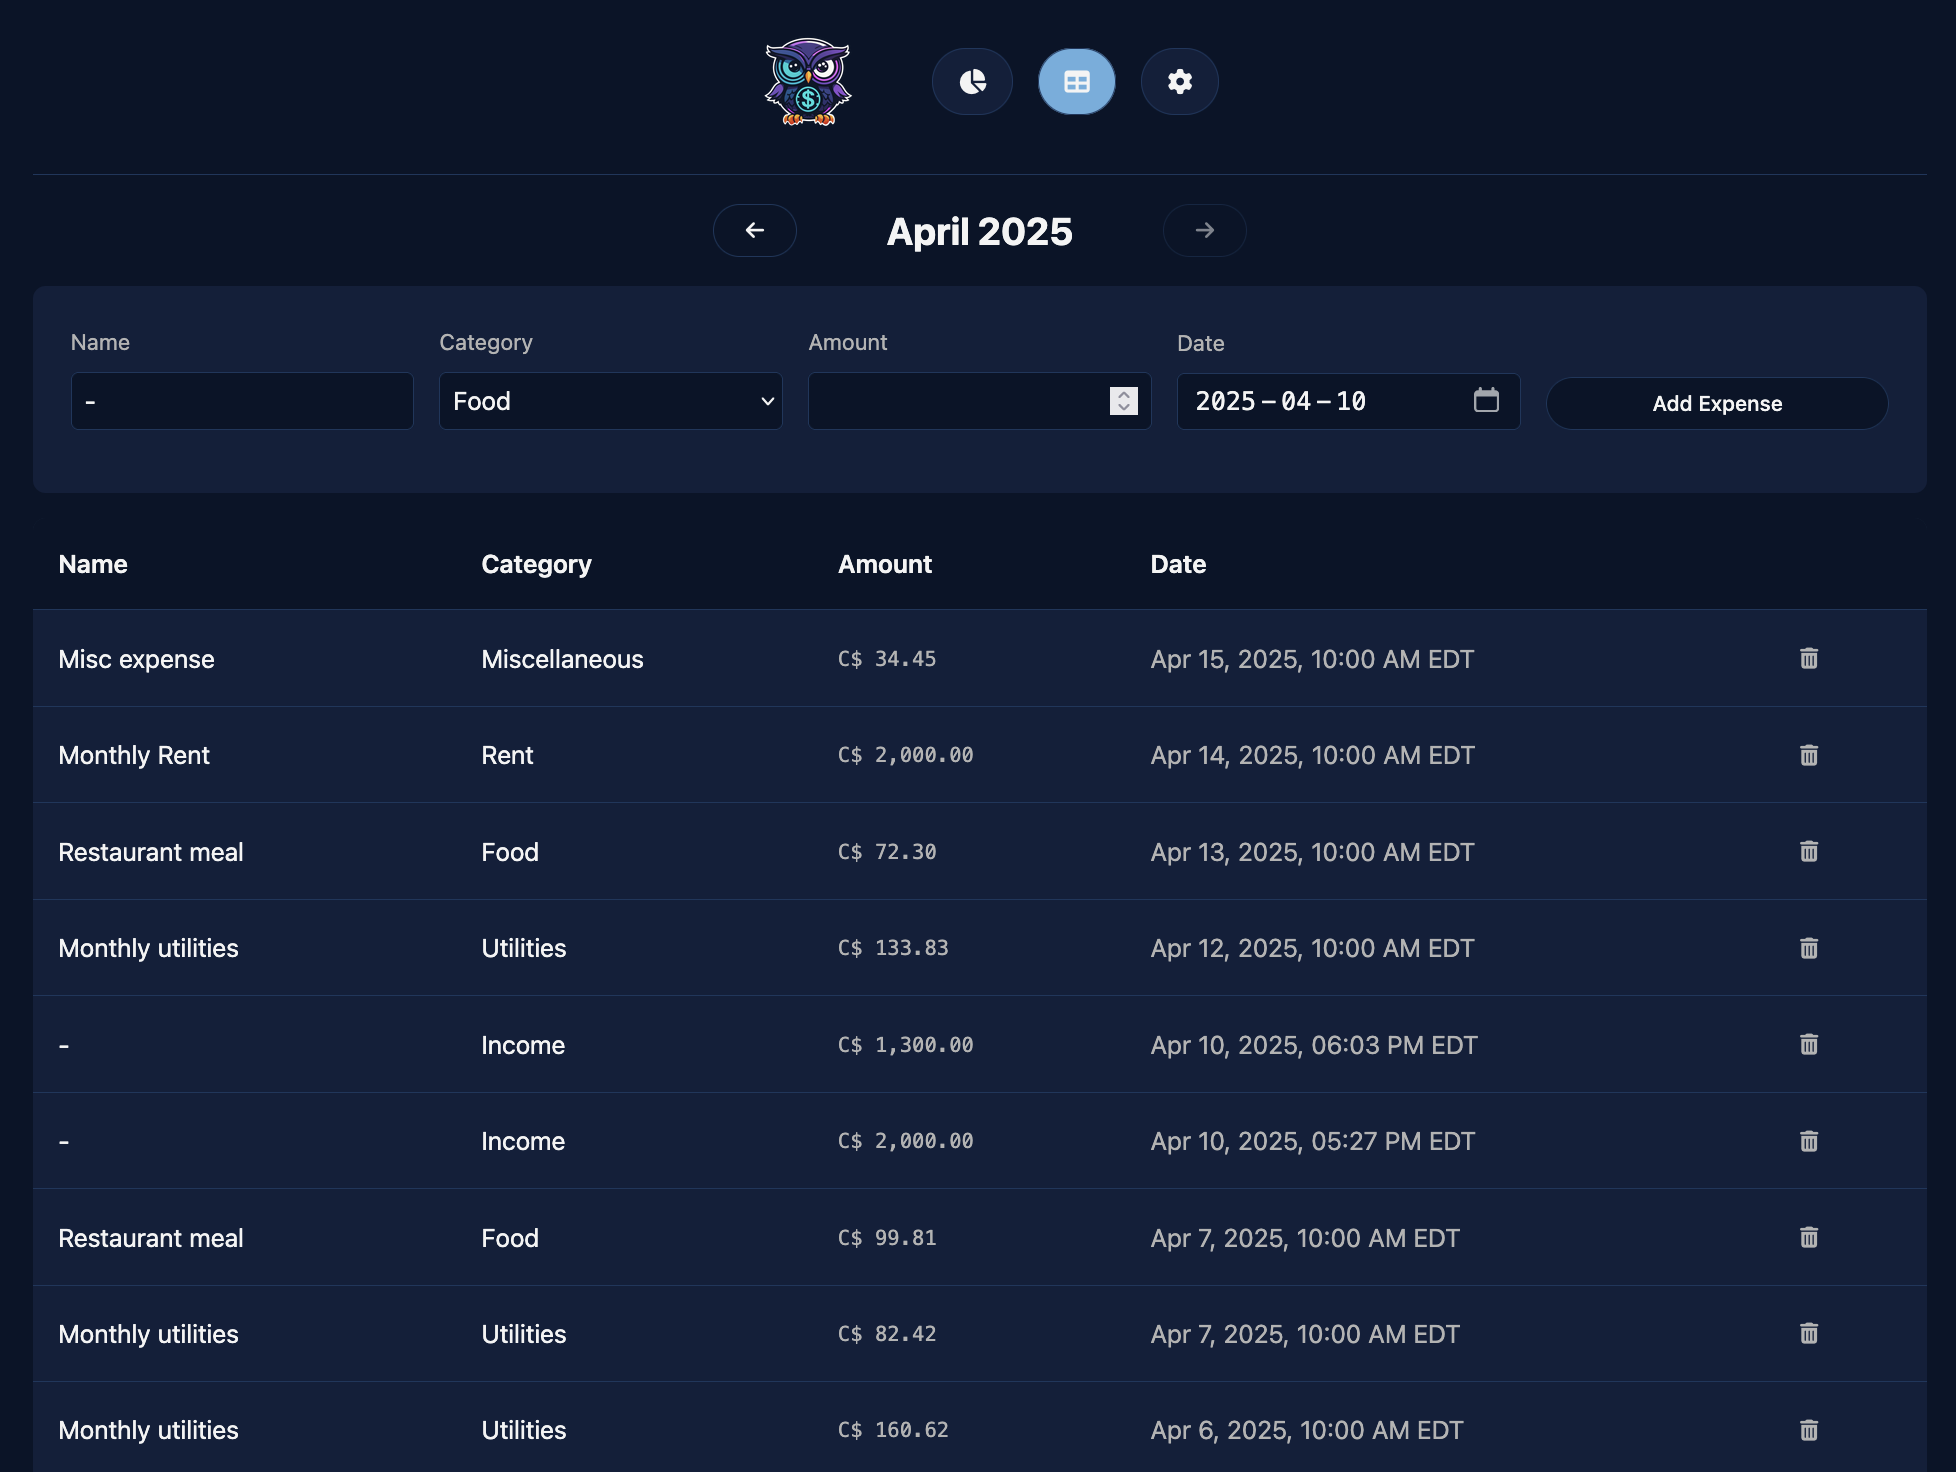 $
April 2025
Name Category Amount Date
- Food 2025-04-10 Add Expense
Name Category Amount Date
Misc expense Miscellaneous C$ 34.45 Apr 15, 2025, 10:00 AM EDT
Monthly Rent Rent C$ 2,000.00 Apr 14, 2025, 10:00 AM EDT
Restaurant meal Food C$ 72.30 Apr 13, 2025, 10:00 AM EDT
Monthly utilities Utilities C$ 133.83 Apr 12, 2025, 10:00 AM EDT
- Income C$ 1,300.00 Apr 10, 2025, 06:03 PM EDT
- Income C$ 2,000.00 Apr 10, 2025, 05:27 PM EDT
Restaurant meal Food C$ 99.81 Apr 7, 2025, 10:00 AM EDT
Monthly utilities Utilities C$ 82.42 Apr 7, 2025, 10:00 AM EDT
Monthly utilities Utilities C$ 160.62 Apr 6, 2025, 10:00 AM EDT